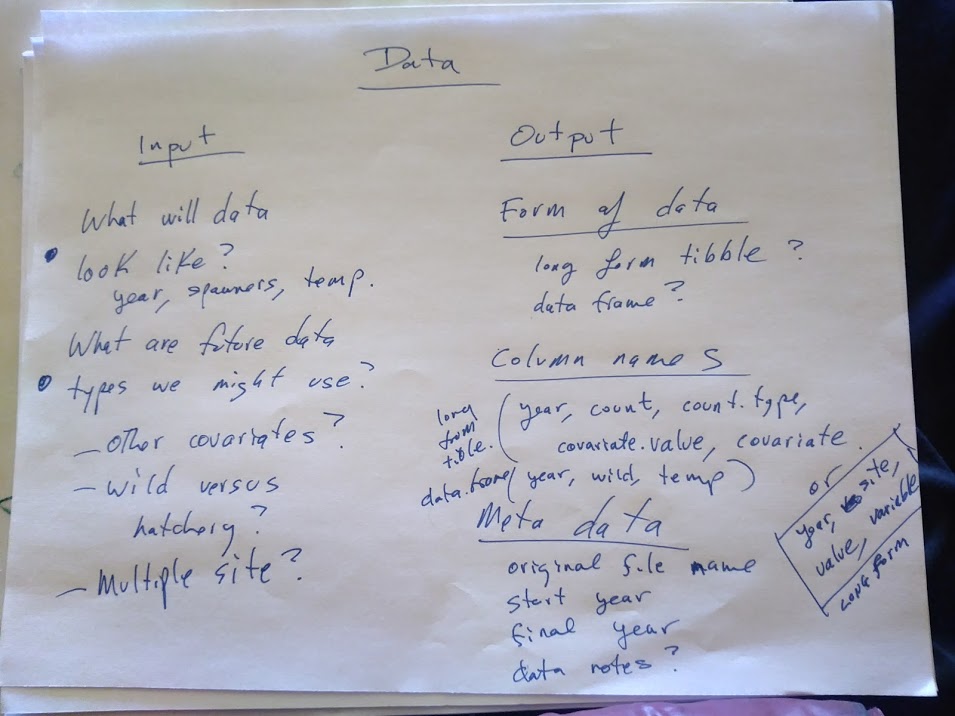 Data
Input
What will data
look like?
year, spawners, temp.
What are future data
types we might use?
– other covariates?
– wild versus
hatchery?
– Multiple site?
Output
Form of data
long form tibble?
data frame?
Column names
long
from
tible.
(year, count, count.type,
covariate.value, covariate.
data.frame(year, wild, temp)
or
year, site,
value, variable
LONG FORM
Meta data
original file name
start year
final year
data notes?